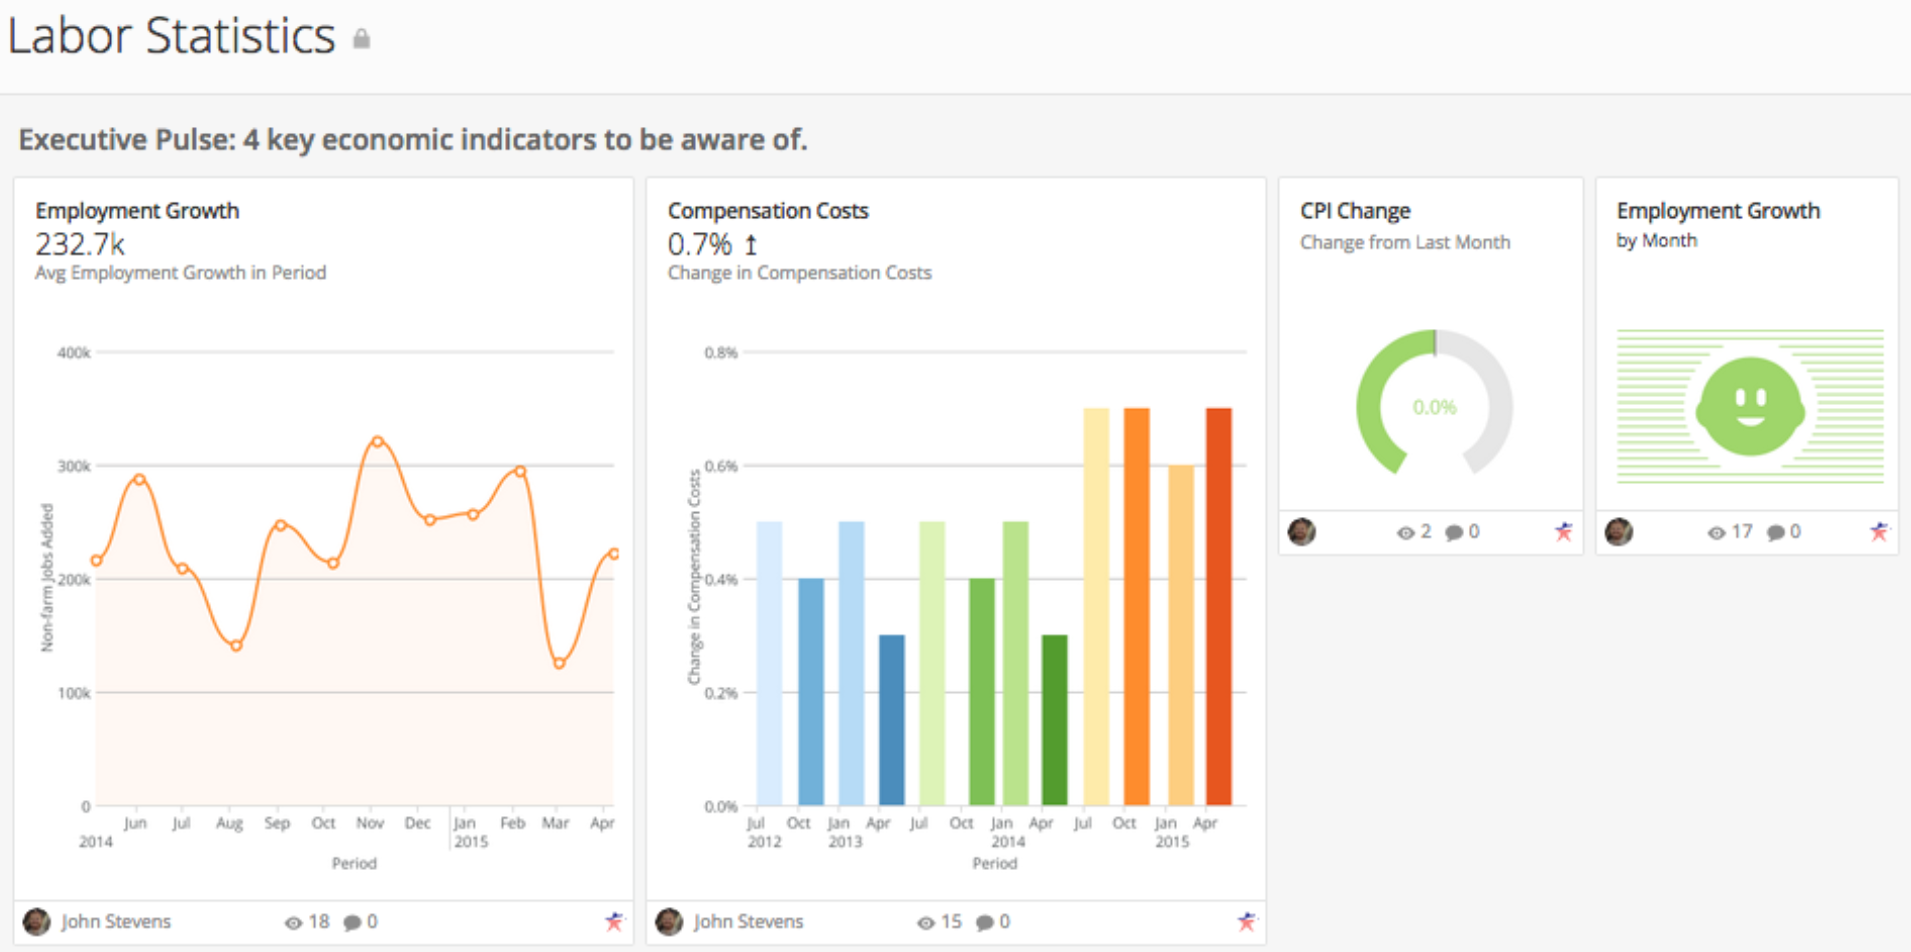 Labor Statistics
Executive Pulse: 4 key economic indicators to be aware of.
Employment Growth
232.7k
Avg Employment Growth in Period
400k
300k
200k
100k
0
Non-farm Jobs Added
Jun Jul Aug Sep Oct Nov Dec Jan Feb Mar Apr
2014 2015
Period
John Stevens 18 0
Compensation Costs
0.7% ↥
Change in Compensation Costs
0.8%
0.6%
0.4%
0.2%
0.0%
Change in Compensation Costs
Jul Oct Jan Apr Jul Oct Jan Apr Jul Oct Jan Apr
2012 2013 2014 2015
Period
John Stevens 15 0
CPI Change
Change from Last Month
0.0%
2 0
Employment Growth
by Month
17 0